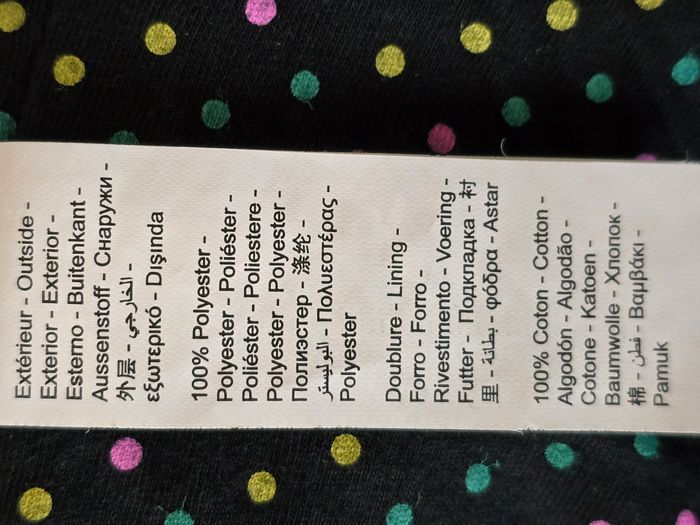 Extérieur - Outside -
Exterior - Exterior -
Esterno - Buitenkant -
Aussenstoff - Снаружи -
外层 - الخارجي -
εξωτερικό - Dışında
100% Polyester -
Polyester - Poliéster -
Poliéster - Poliestere -
Polyester - Polyester -
Полиэстер - 涤纶 -
البوليستر - Πολυεστέρας -
Polyester
Doublure - Lining -
Forro - Forro -
Rivestimento - Voering -
Futter - Подкладка - 衬
里 - بطانة - φόδρα - Astar
100% Coton - Cotton -
Algodón - Algodão -
Cotone - Katoen -
Baumwolle - Хлопок -
棉 - قطن - Βαμβάκι -
Pamuk